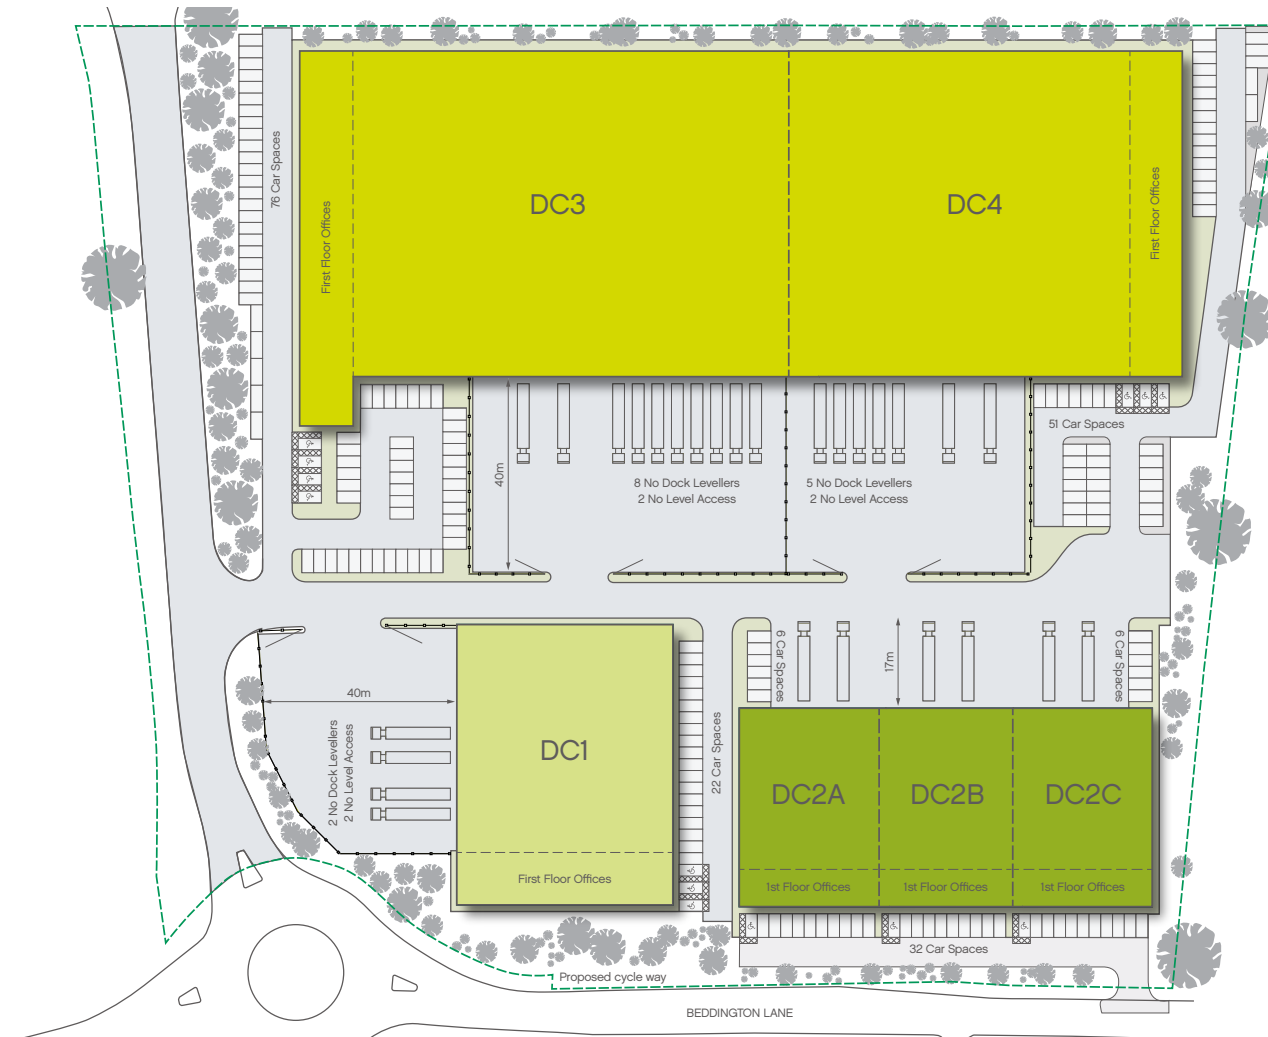 76 Car Spaces
First Floor Offices
DC3
DC4
First Floor Offices
51 Car Spaces
40m
8 No Dock Levellers
2 No Level Access
5 No Dock Levellers
2 No Level Access
6 Car Spaces
17m
6 Car Spaces
40m
2 No Dock Levellers
2 No Level Access
DC1
22 Car Spaces
DC2A
DC2B
DC2C
First Floor Offices
1st Floor Offices
1st Floor Offices
1st Floor Offices
32 Car Spaces
Proposed cycle way
BEDDINGTON LANE